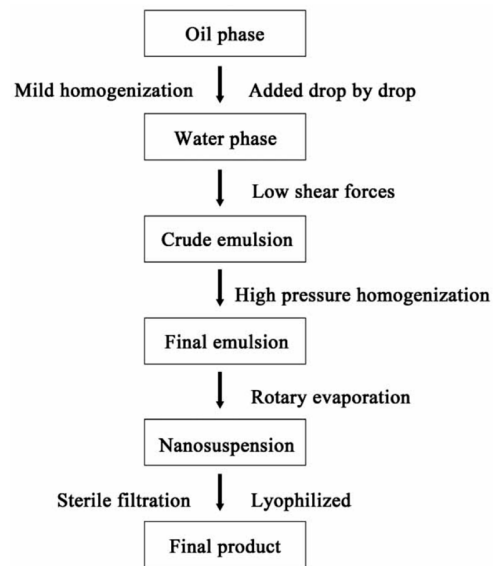 Oil phase
Mild homogenization Added drop by drop
Water phase
Low shear forces
Crude emulsion
High pressure homogenization
Final emulsion
Rotary evaporation
Nanosuspension
Sterile filtration Lyophilized
Final product